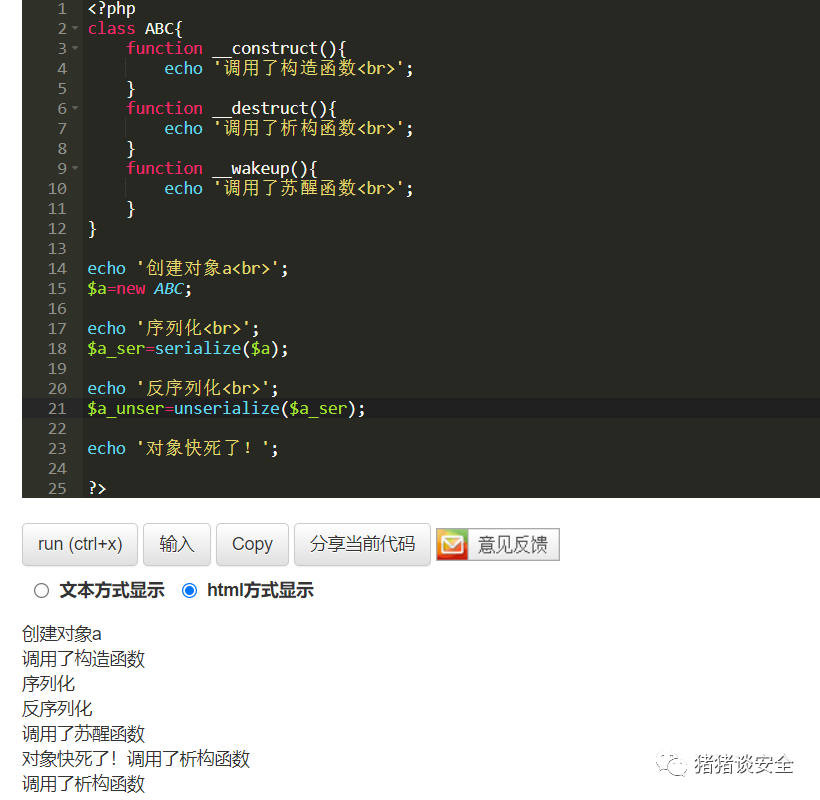 1 <?php
2 class ABC{
3     function __construct(){
4         echo '调用了构造函数<br>';
5     }
6     function __destruct(){
7         echo '调用了析构函数<br>';
8     }
9     function __wakeup(){
10         echo '调用了苏醒函数<br>';
11     }
12 }
13
14 echo '创建对象a<br>';
15 $a=new ABC;
16
17 echo '序列化<br>';
18 $a_ser=serialize($a);
19
20 echo '反序列化<br>';
21 $a_unser=unserialize($a_ser);
22
23 echo '对象快死了！';
24
25 ?>
run (ctrl+x) 输入 Copy 分享当前代码 意见反馈
文本方式显示 html方式显示
创建对象a
调用了构造函数
序列化
反序列化
调用了苏醒函数
对象快死了！调用了析构函数
调用了析构函数
猪猪谈安全